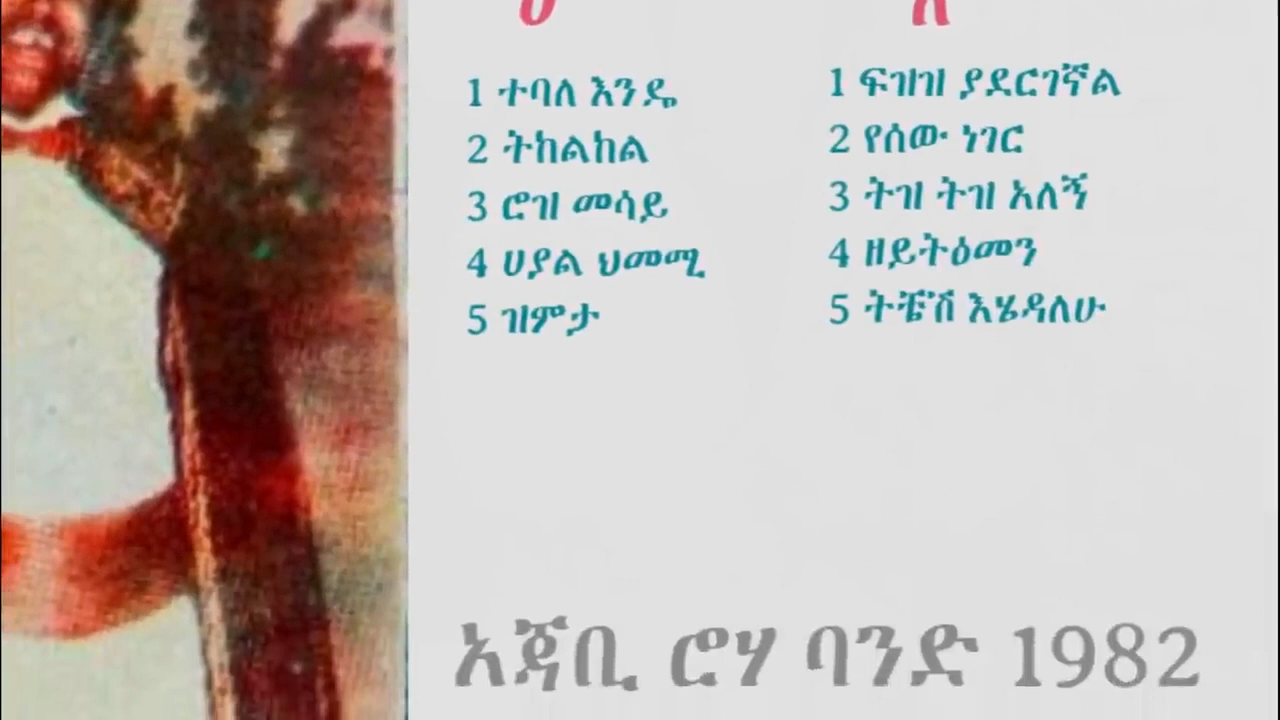 ሀ
ለ
1 ተባለ እንዴ
2 ትከልከል
3 ሮዝ መሳይ
4 ሀያል ህመሚ
5 ዝምታ
1 ፍዝዝ ያደርገኛል
2 የሰው ነገር
3 ትዝ ትዝ አለኝ
4 ዘይትዕመን
5 ትቼሽ እሄዳለሁ
አጃቢ ሮሃ ባንድ 1982